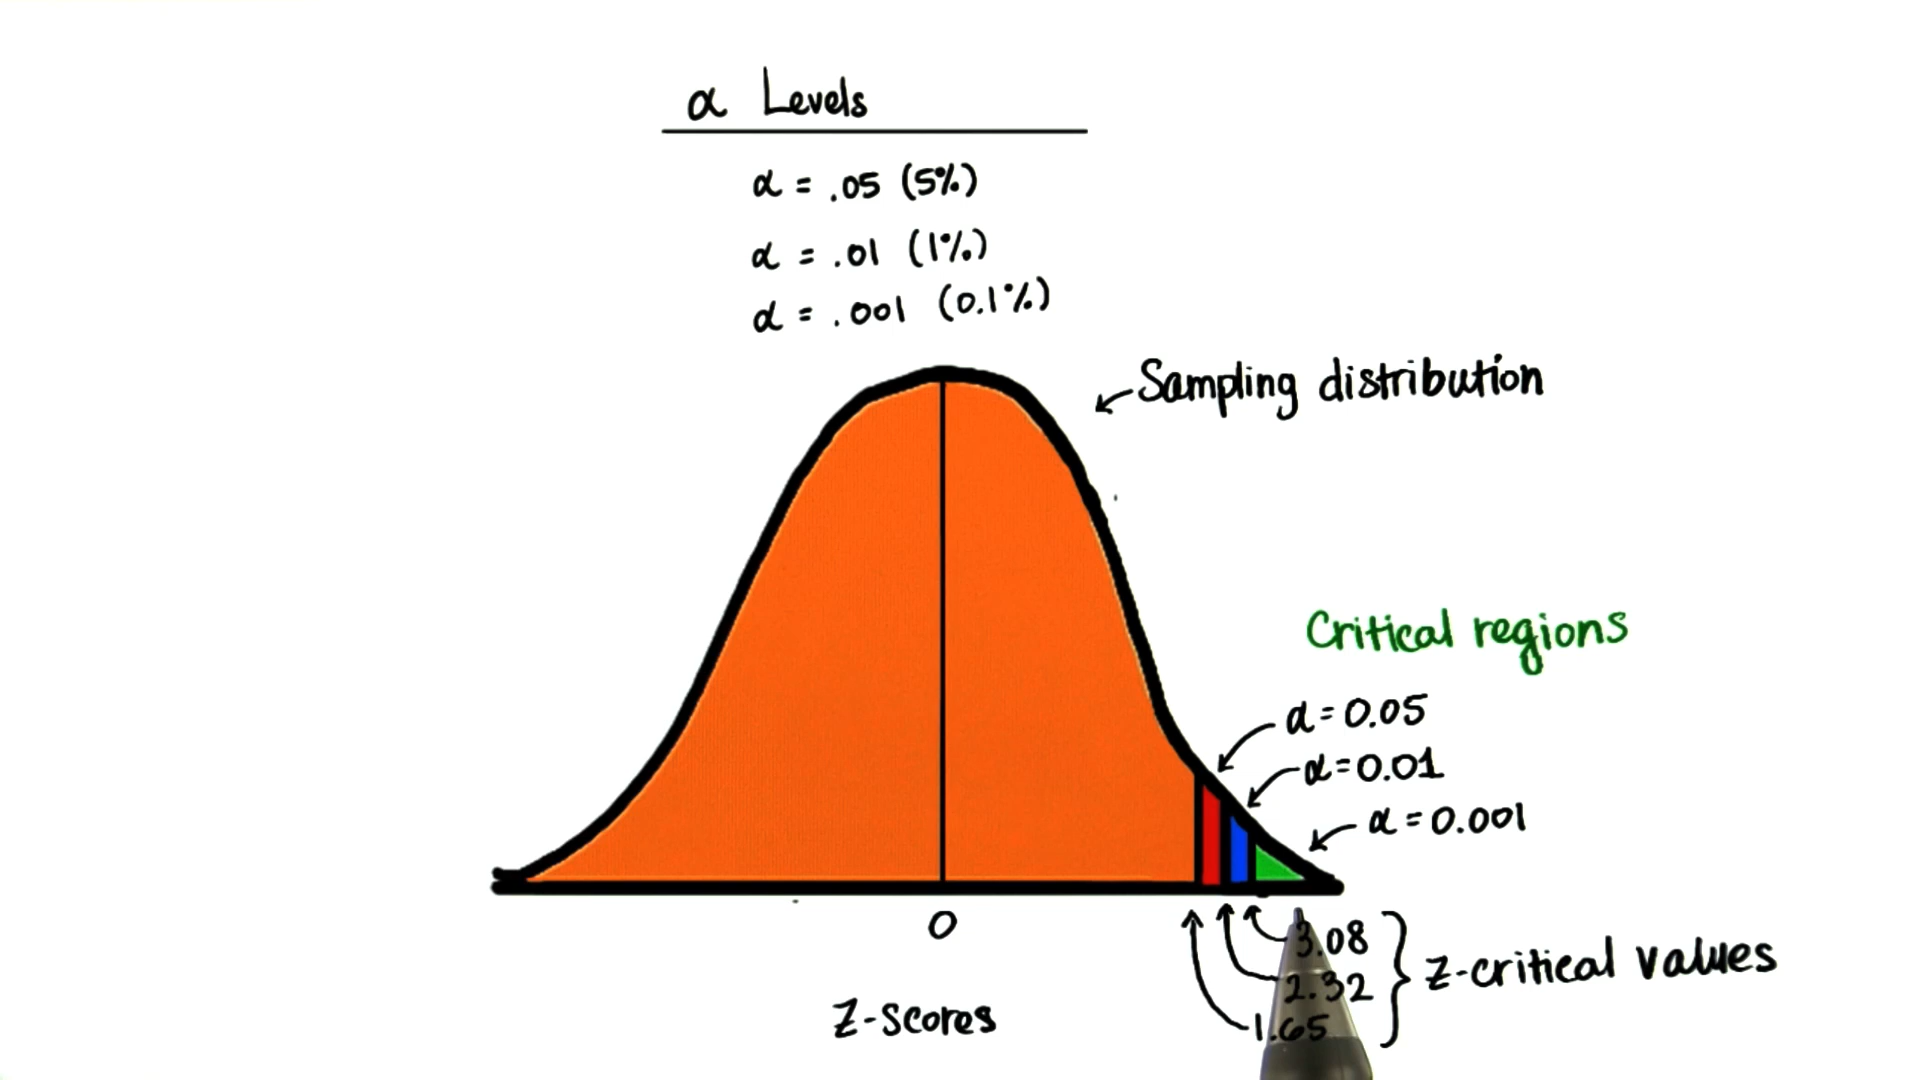 α Levels
α = .05 (5%)
α = .01 (1%)
α = .001 (0.1%)
Sampling distribution
Critical regions
α = 0.05
α = 0.01
α = 0.001
0
3.08
2.32
1.65
z-critical values
Z-scores